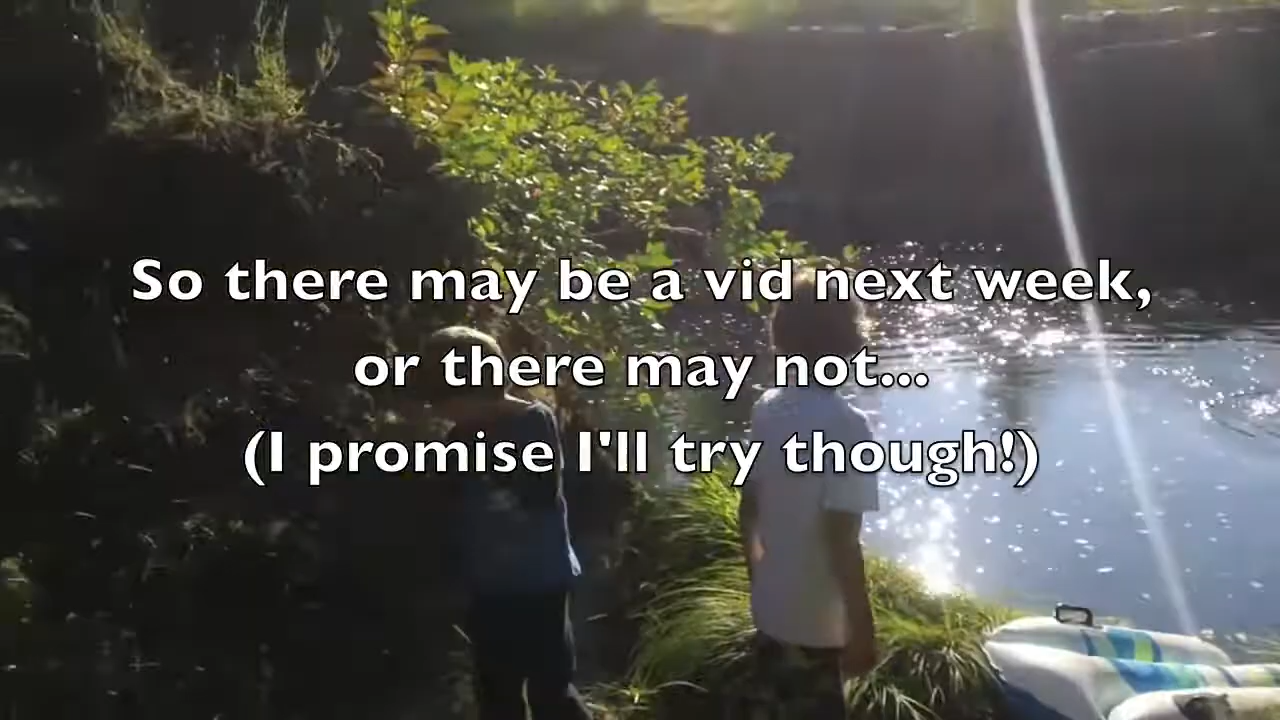 So there may be a vid next week,
or there may not...
(I promise I'll try though!)